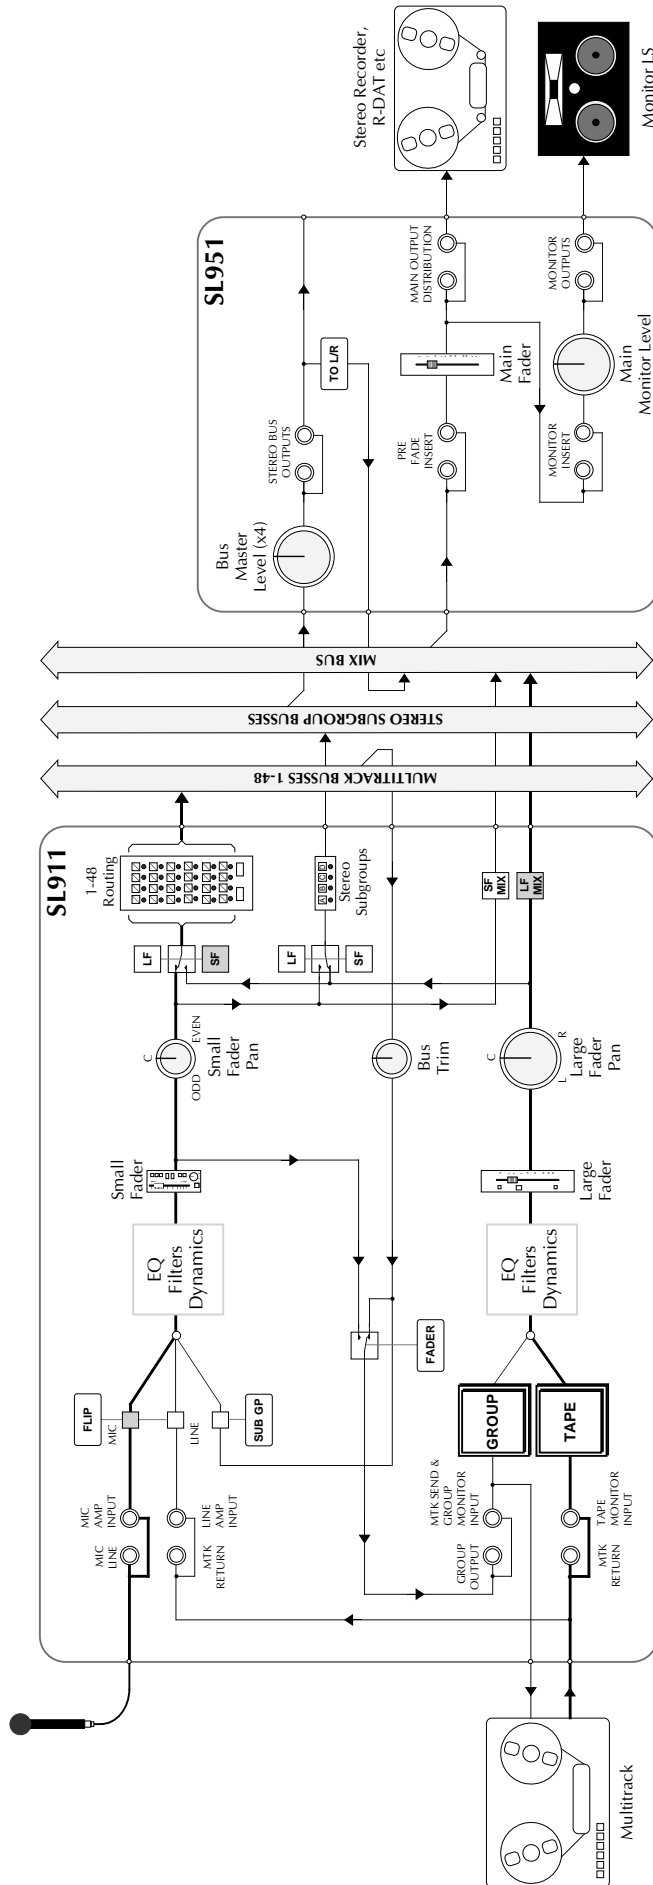 SL911
FLIP
MIC
LINE
SUB GP
MIC
LINE
MIC
AMP
INPUT
MTK
RETURN
LINE
AMP
INPUT
EQ
Filters
Dynamics
Small
Fader
C
ODD
EVEN
Small
Fader
Pan
LF
SF
1-48
Routing
LF
SF
A
B
C
D
Stereo
Subgroups
Bus
Trim
FADER
GROUP
OUTPUT
MTK SEND &
GROUP
MONITOR
INPUT
MTK
RETURN
TAPE
MONITOR
INPUT
GROUP
TAPE
EQ
Filters
Dynamics
Large
Fader
C
L
R
Large
Fader
Pan
SF
MIX
LF
MIX
Multitrack
MULTITRACK BUSSES 1-48
STEREO SUBGROUP BUSSES
MIX BUS
SL951
Bus
Master
Level (x4)
STEREO BUS
OUTPUTS
TO L/R
PRE
FADE
INSERT
Main
Fader
MAIN OUTPUT
DISTRIBUTION
MONITOR
INSERT
Main
Monitor Level
MONITOR
OUTPUTS
Stereo Recorder,
R-DAT etc
Monitor LS